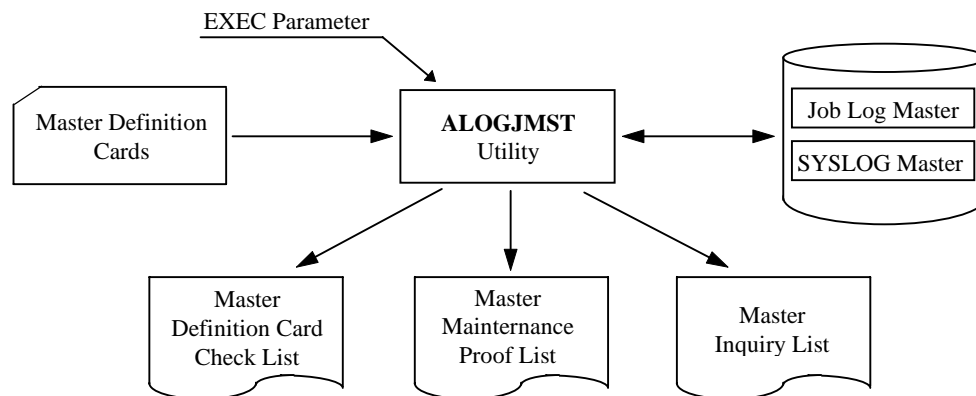 EXEC Parameter
Master Definition
Cards
ALOGJMST
Utility
Job Log Master
SYSLOG Master
Master
Definition Card
Check List
Master
Mainternance
Proof List
Master
Inquiry List